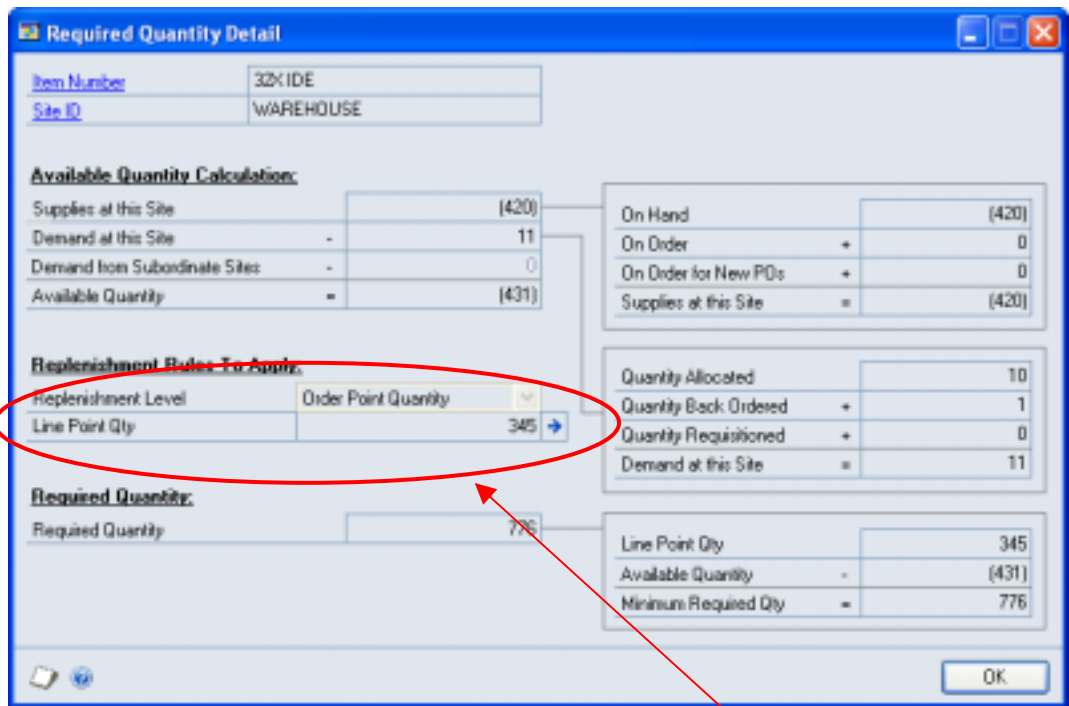 Required Quantity Detail
Item Number 32X IDE
Site ID WAREHOUSE
Available Quantity Calculation:
Supplies at this Site (420)
Demand at this Site - 11
Demand from Subordinate Sites - 0
Available Quantity = (431)
On Hand (420)
On Order + 0
On Order for New POs + 0
Supplies at this Site = (420)
Replenishment Rules To Apply:
Replenishment Level Order Point Quantity
Line Point Qty 345
Quantity Allocated 10
Quantity Back Ordered + 1
Quantity Requisitioned + 0
Demand at this Site = 11
Required Quantity:
Required Quantity 776
Line Point Qty 345
Available Quantity - (431)
Minimum Required Qty = 776
OK